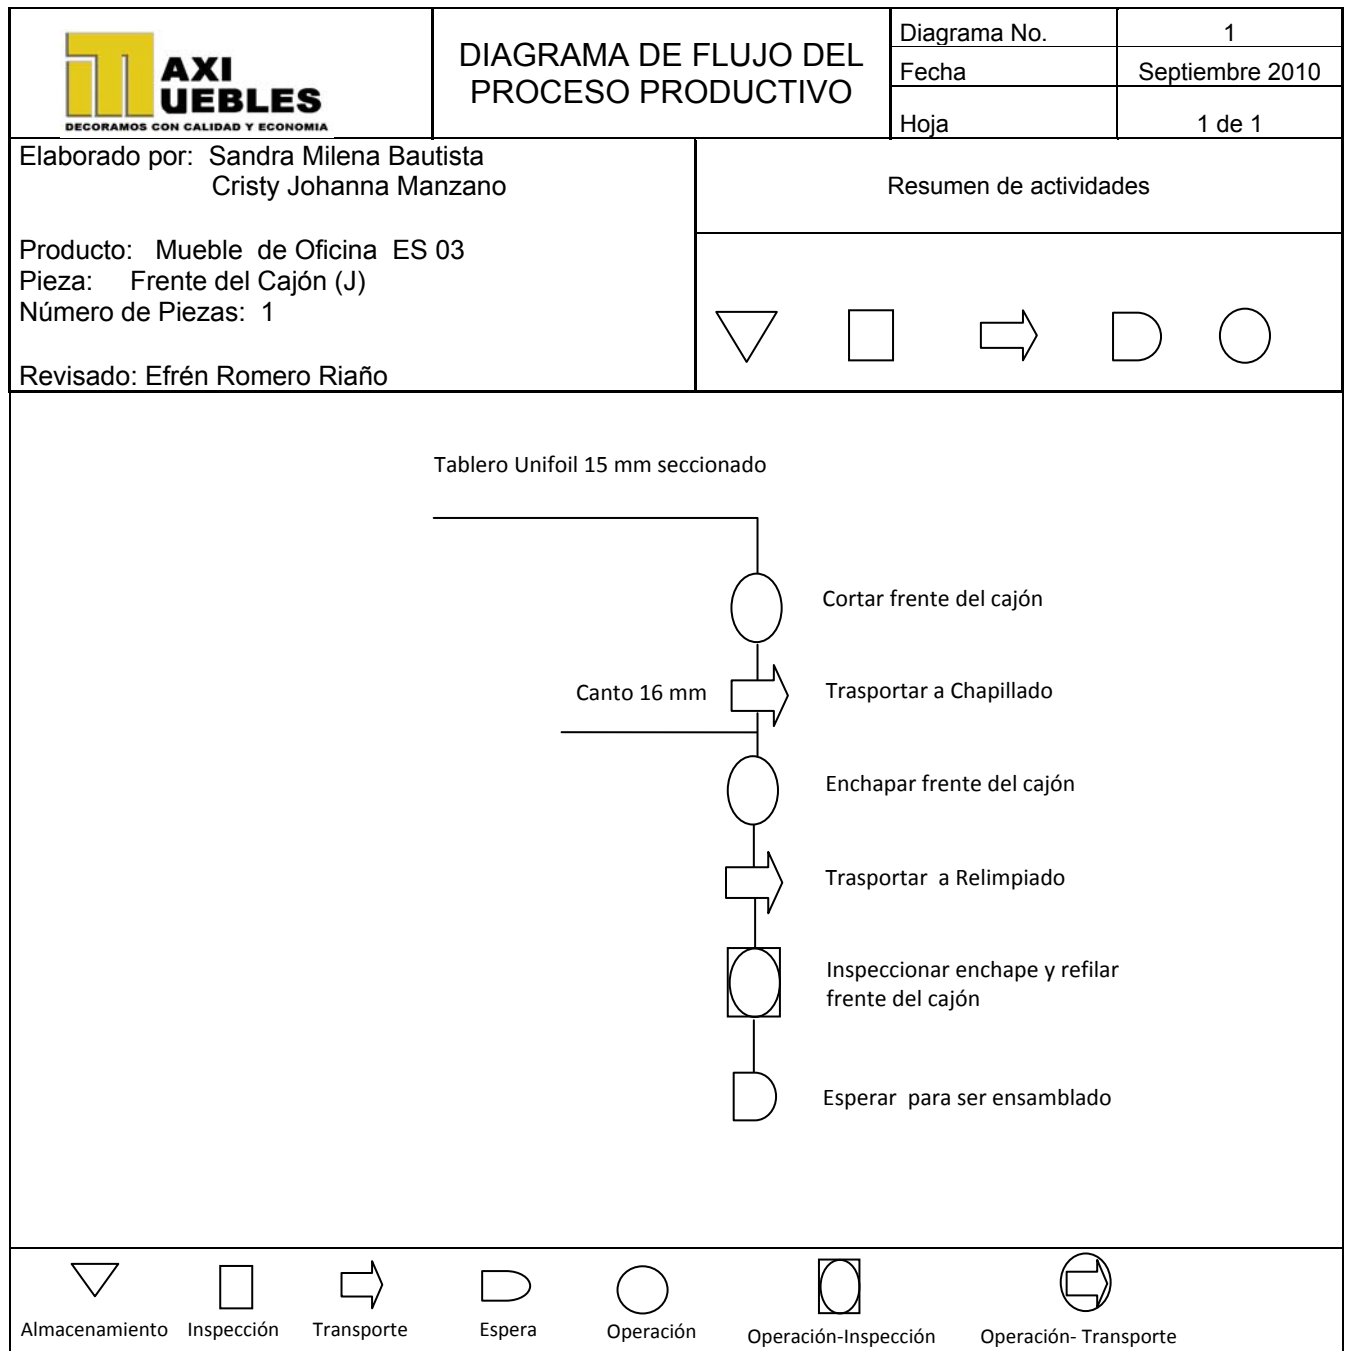 AXI
UEBLES
DECORAMOS CON CALIDAD Y ECONOMIA
DIAGRAMA DE FLUJO DEL
PROCESO PRODUCTIVO
Diagrama No. 1
Fecha Septiembre 2010
Hoja 1 de 1
Elaborado por: Sandra Milena Bautista
Cristy Johanna Manzano
Producto: Mueble de Oficina ES 03
Pieza: Frente del Cajón (J)
Número de Piezas: 1
Revisado: Efrén Romero Riaño
Resumen de actividades
Tablero Unifoil 15 mm seccionado
Cortar frente del cajón
Canto 16 mm
Trasportar a Chapillado
Enchapar frente del cajón
Trasportar a Relimpiado
Inspeccionar enchape y refilar
frente del cajón
Esperar para ser ensamblado
Almacenamiento Inspección Transporte Espera Operación Operación-Inspección Operación- Transporte